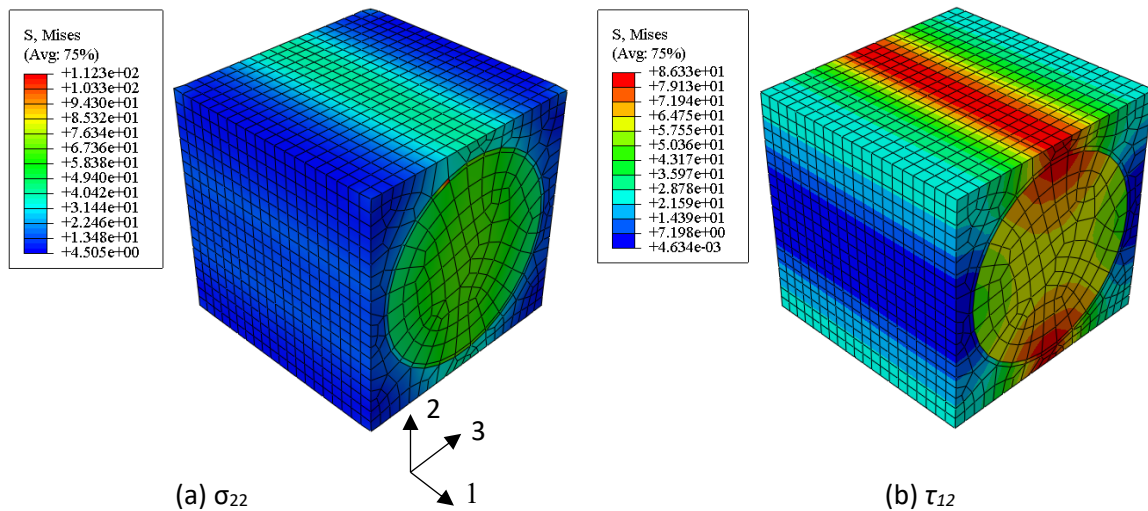 S, Mises
(Avg: 75%)
+1.123e+02
+1.033e+02
+9.430e+01
+8.532e+01
+7.634e+01
+6.736e+01
+5.838e+01
+4.940e+01
+4.042e+01
+3.144e+01
+2.246e+01
+1.348e+01
+4.505e+00
2
3
1
(a) σ22
S, Mises
(Avg: 75%)
+8.633e+01
+7.913e+01
+7.194e+01
+6.475e+01
+5.755e+01
+5.036e+01
+4.317e+01
+3.597e+01
+2.878e+01
+2.159e+01
+1.439e+01
+7.198e+00
+4.634e-03
(b) τ12